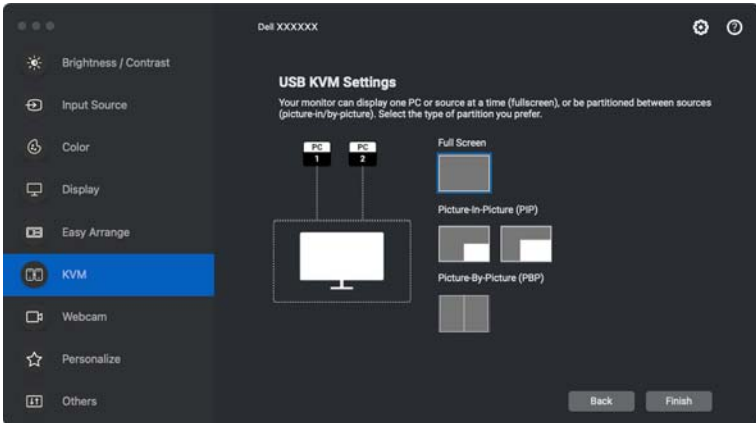 Dell XXXXXX
Brightness / Contrast
Input Source
Color
Display
Easy Arrange
KVM
Webcam
Personalize
Others
USB KVM Settings
Your monitor can display one PC or source at a time (fullscreen), or be partitioned between sources
(picture-in/by-picture). Select the type of partition you prefer.
PC
1
PC
2
Full Screen
Picture-In-Picture (PIP)
Picture-By-Picture (PBP)
Back
Finish